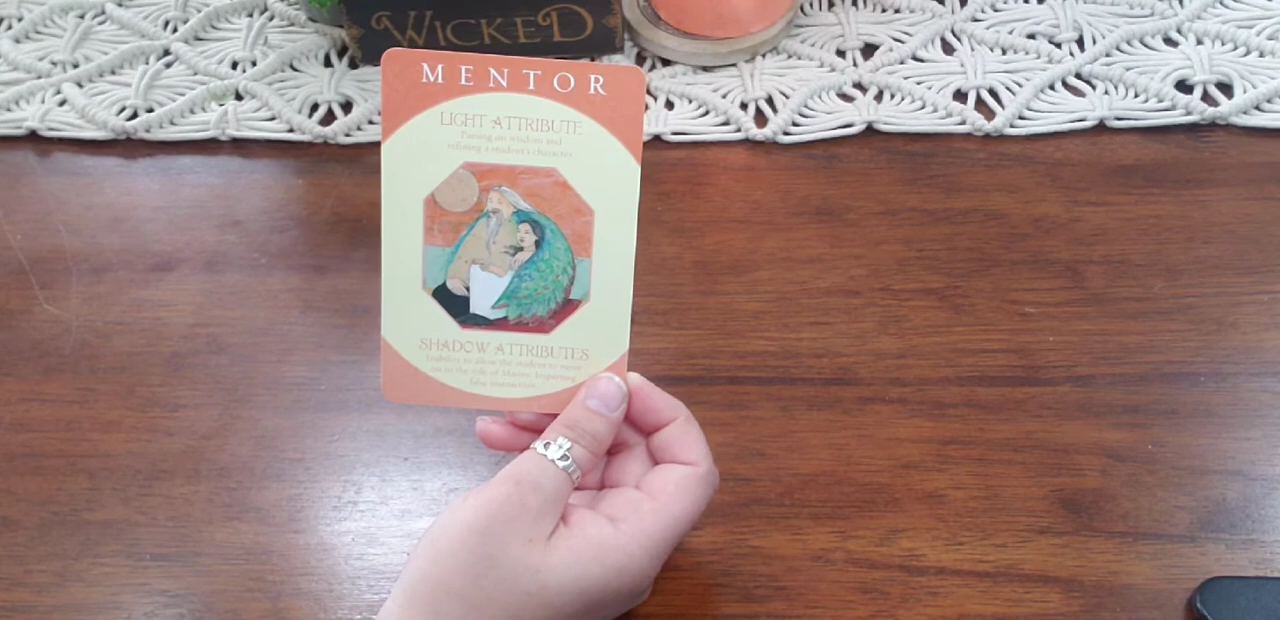 WICKED
MENTOR
LIGHT ATTRIBUTE
Passing on wisdom and
refining a student's character
SHADOW ATTRIBUTES
Inability to allow the student to move
on to the role of Master. Imparting
false instruction.